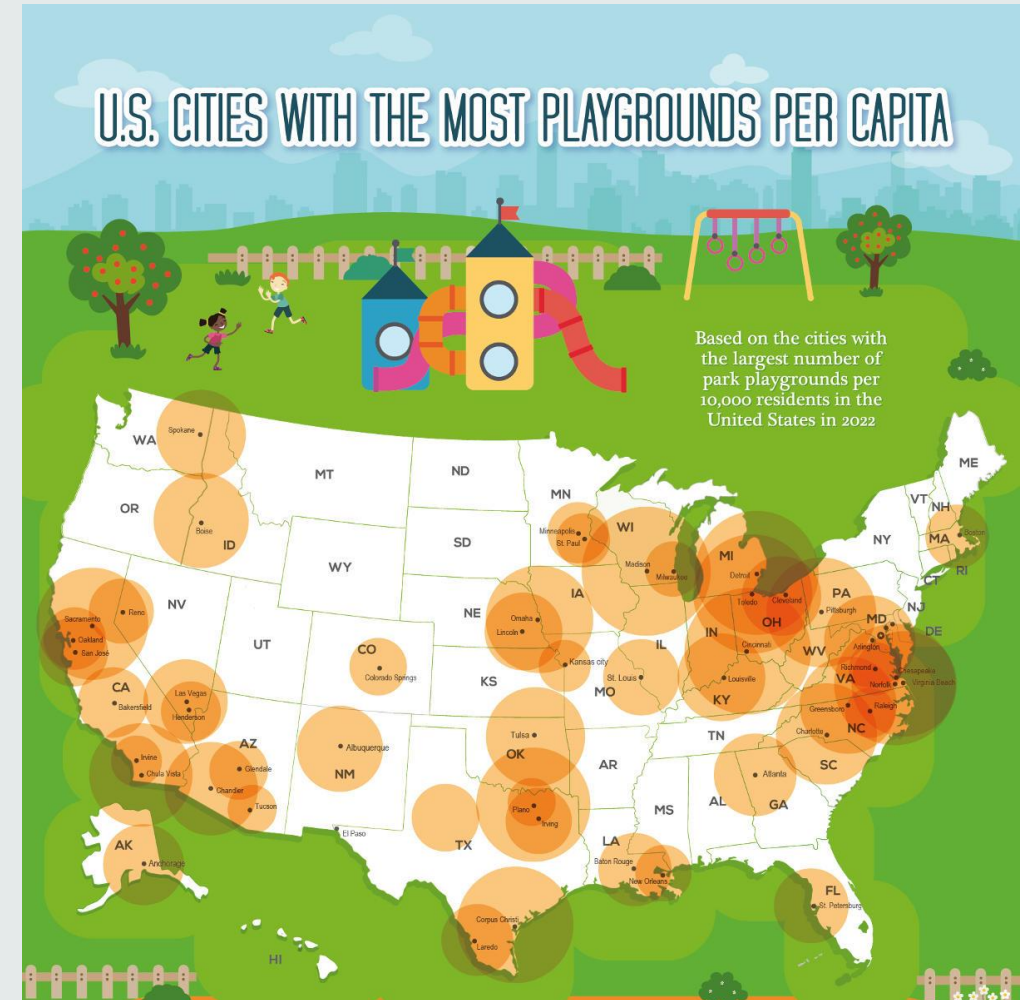 U.S. CITIES WITH THE MOST PLAYGROUNDS PER CAPITA
Based on the cities with
the largest number of
park playgrounds per
10,000 residents in the
United States in 2022
Spokane
WA
MT
ND
MN
ME
VT
NH
OR
Boise
ID
SD
Minneapolis
St. Paul
WI
MI
NY
MA
Boston
RI
CT
WY
Madison
Milwaukee
Detroit
Toledo
Cleveland
PA
Pittsburgh
NJ
Reno
NV
NE
IA
Omaha
Lincoln
IL
IN
OH
MD
DE
Sacramento
Oakland
San José
UT
CO
Colorado Springs
KS
Kansas city
MO
St. Louis
Cincinnati
Louisville
KY
WV
Arlington
Richmond
VA
Chesapeake
Norfolk
Virginia Beach
CA
Bakersfield
Las Vegas
Henderson
Greensboro
Raleigh
NC
Charlotte
AZ
Albuquerque
NM
Tulsa
OK
AR
TN
SC
Irvine
Chula Vista
Glendale
Chandler
Tucson
Atlanta
MS
AL
GA
El Paso
TX
Plano
Irving
LA
Baton Rouge
New Orleans
AK
Anchorage
FL
St. Petersburg
Corpus Christi
Laredo
HI